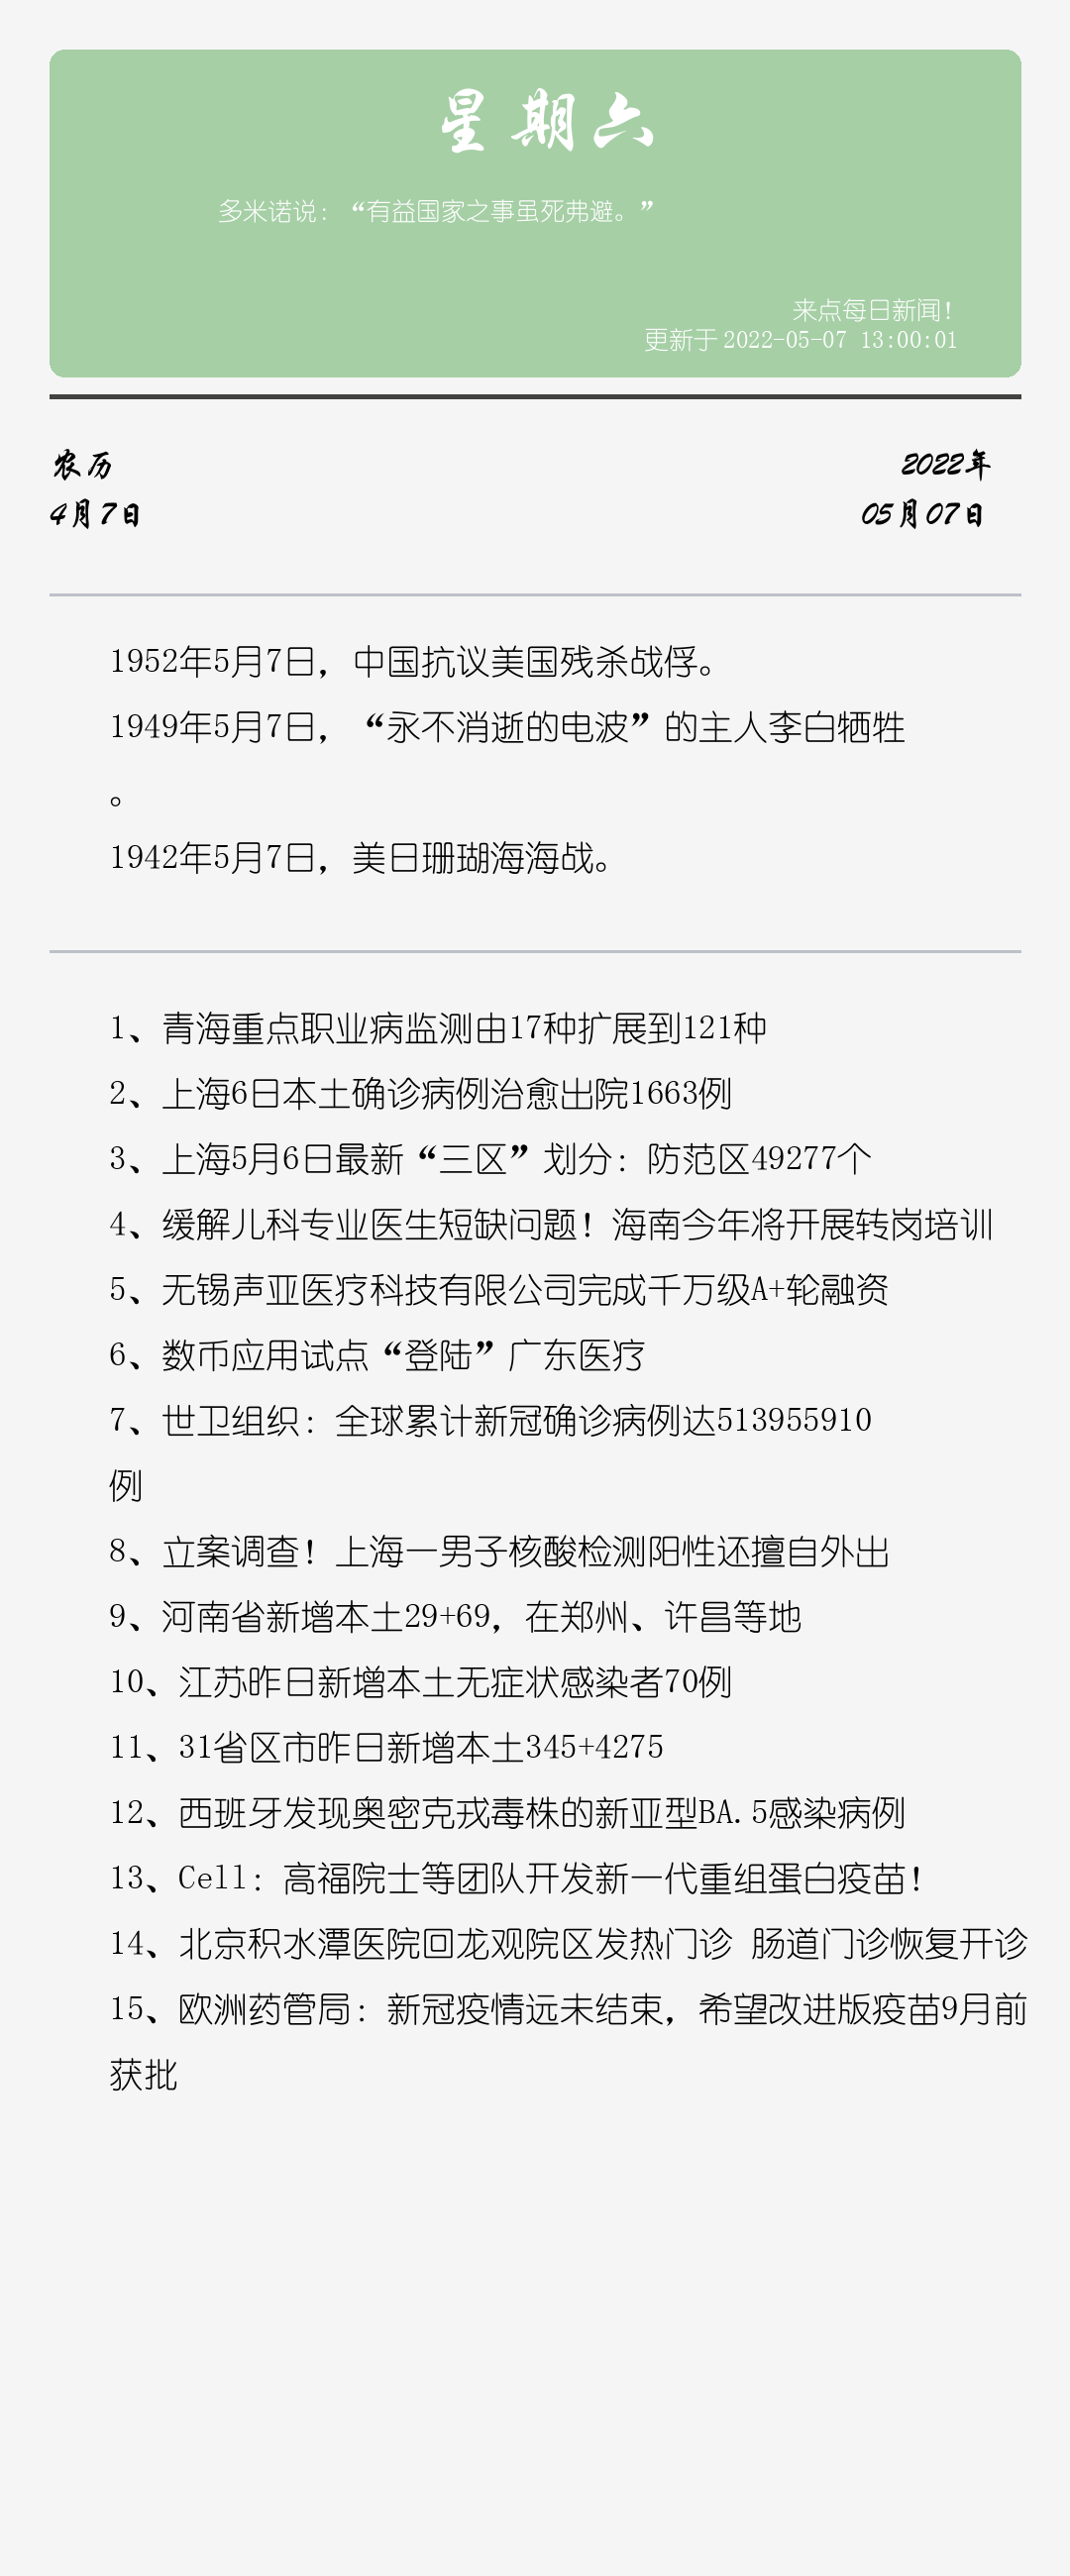 星期六
多米诺说：“有益国家之事虽死弗避。”
来点每日新闻！
更新于2022-05-07 13:00:01
农历
2022年
4月7日
05月07日
1952年5月7日，中国抗议美国残杀战俘。
1949年5月7日，“永不消逝的电波”的主人李白牺牲
。
1942年5月7日，美日珊瑚海海战。
1、青海重点职业病监测由17种扩展到121种
2、上海6日本土确诊病例治愈出院1663例
3、上海5月6日最新“三区”划分：防范区49277个
4、缓解儿科专业医生短缺问题！海南今年将开展转岗培训
5、无锡声亚医疗科技有限公司完成千万级A+轮融资
6、数币应用试点“登陆”广东医疗
7、世卫组织：全球累计新冠确诊病例达513955910
例
8、立案调查！上海一男子核酸检测阳性还擅自外出
9、河南省新增本土29+69，在郑州、许昌等地
10、江苏昨日新增本土无症状感染者70例
11、31省区市昨日新增本土345+4275
12、西班牙发现奥密克戎毒株的新亚型BA.5感染病例
13、Cell：高福院士等团队开发新一代重组蛋白疫苗！
14、北京积水潭医院回龙观院区发热门诊 肠道门诊恢复开诊
15、欧洲药管局：新冠疫情远未结束，希望改进版疫苗9月前
获批